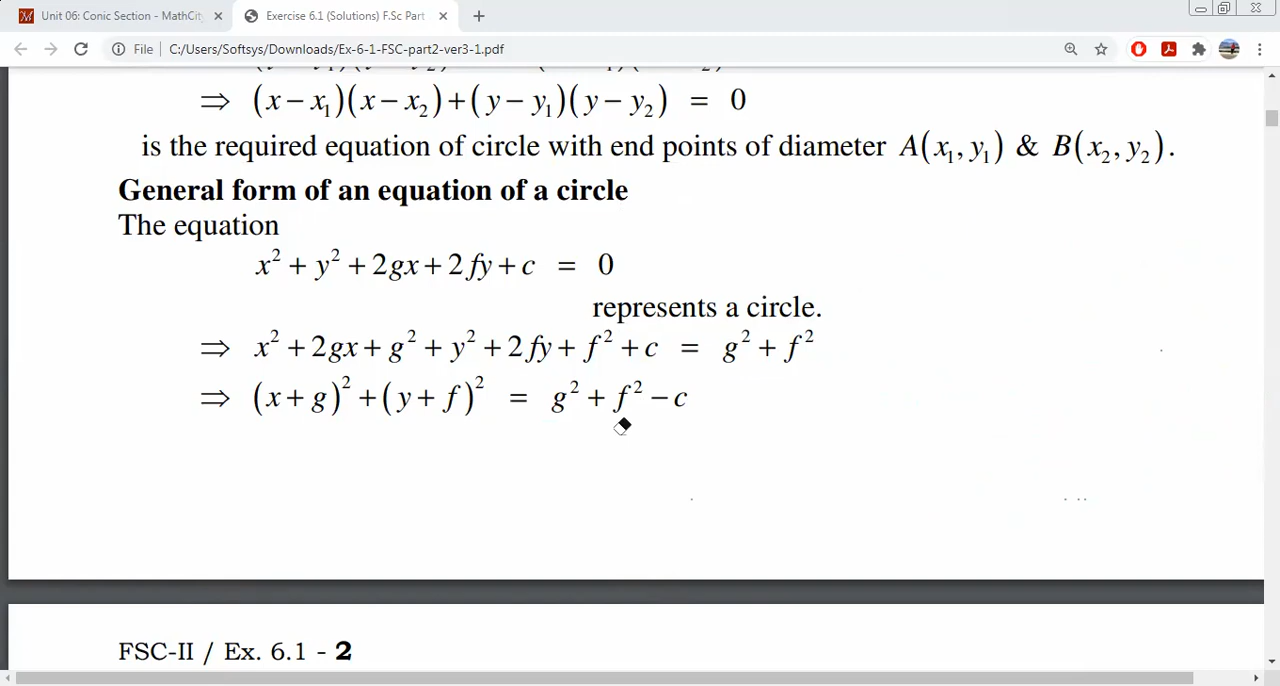 Unit 06: Conic Section - MathCity
Exercise 6.1 (Solutions) F.Sc Part
File
C:/Users/Softsys/Downloads/Ex-6-1-FSC-part2-ver3-1.pdf
⇒ (x − x₁)(x − x₂) + (y − y₁)(y − y₂) = 0
is the required equation of circle with end points of diameter A(x₁, y₁) & B(x₂, y₂).
General form of an equation of a circle
The equation
x² + y² + 2gx + 2fy + c = 0
represents a circle.
⇒ x² + 2gx + g² + y² + 2fy + f² + c = g² + f²
⇒ (x + g)² + (y + f)² = g² + f² − c
FSC-II / Ex. 6.1 - 2